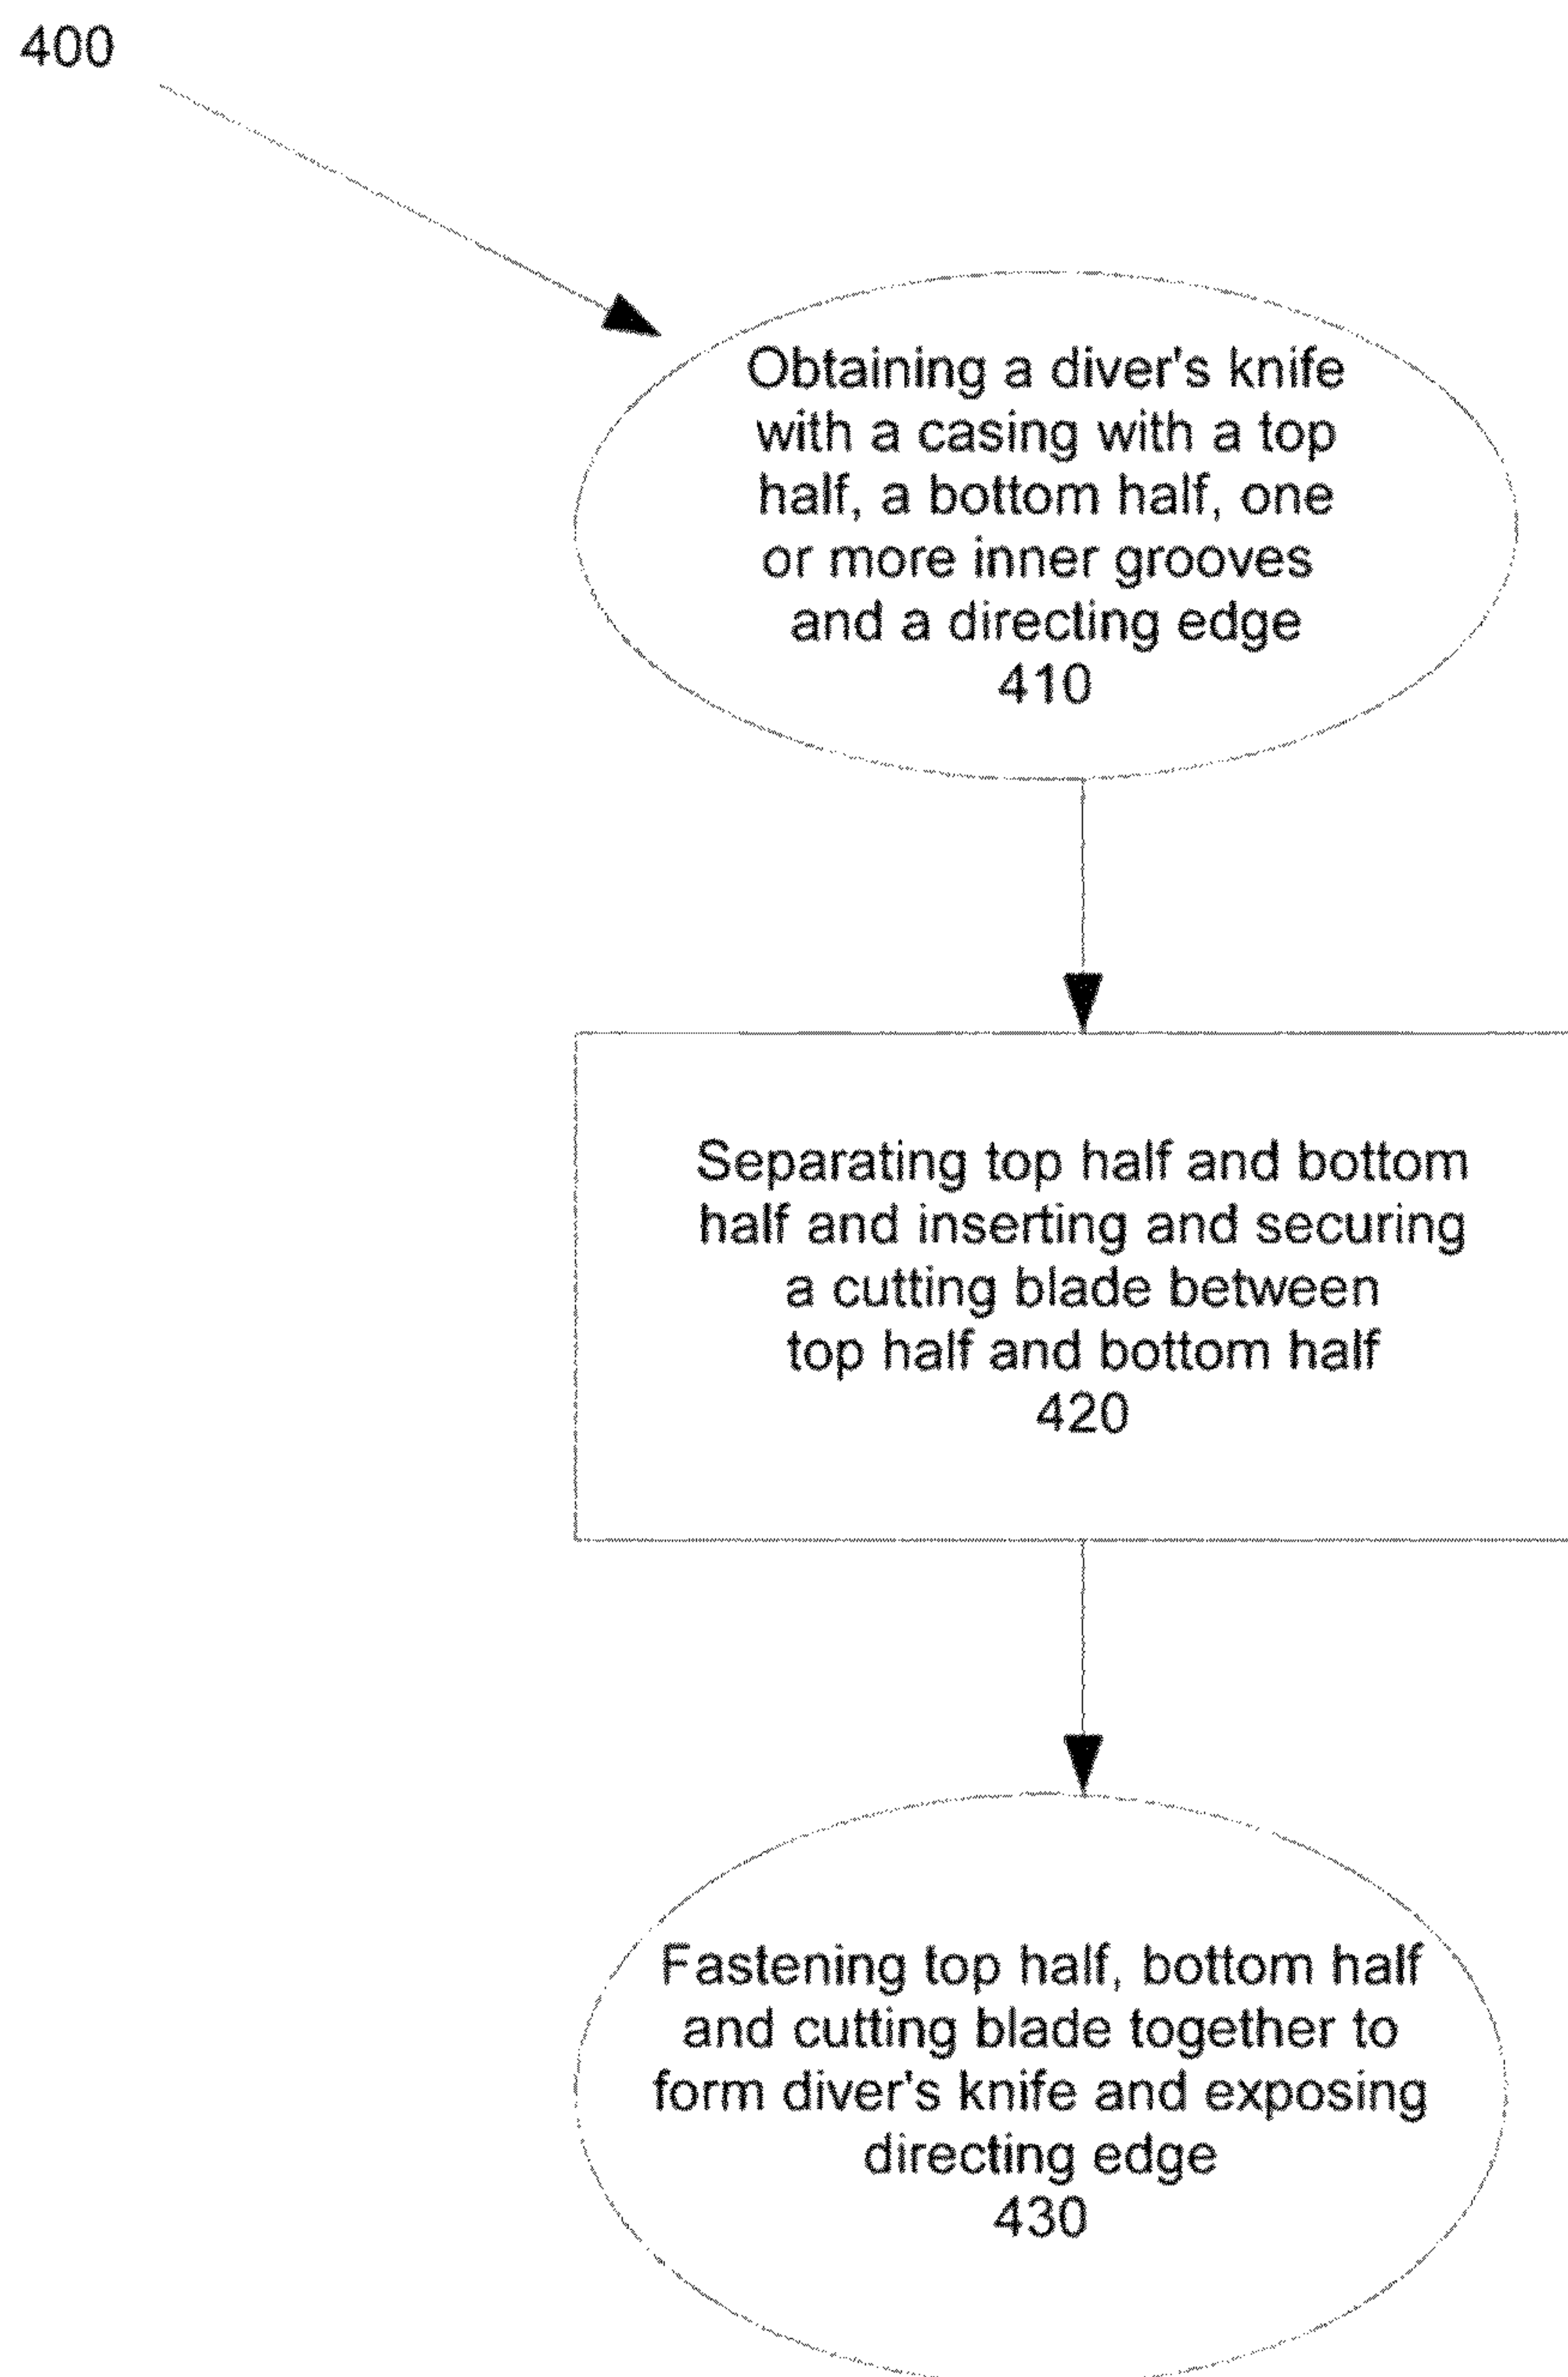 400
Obtaining a diver's knife
with a casing with a top
half, a bottom half, one
or more inner grooves
and a directing edge
410
Separating top half and bottom
half and inserting and securing
a cutting blade between
top half and bottom half
420
Fastening top half, bottom half
and cutting blade together to
form diver's knife and exposing
directing edge
430